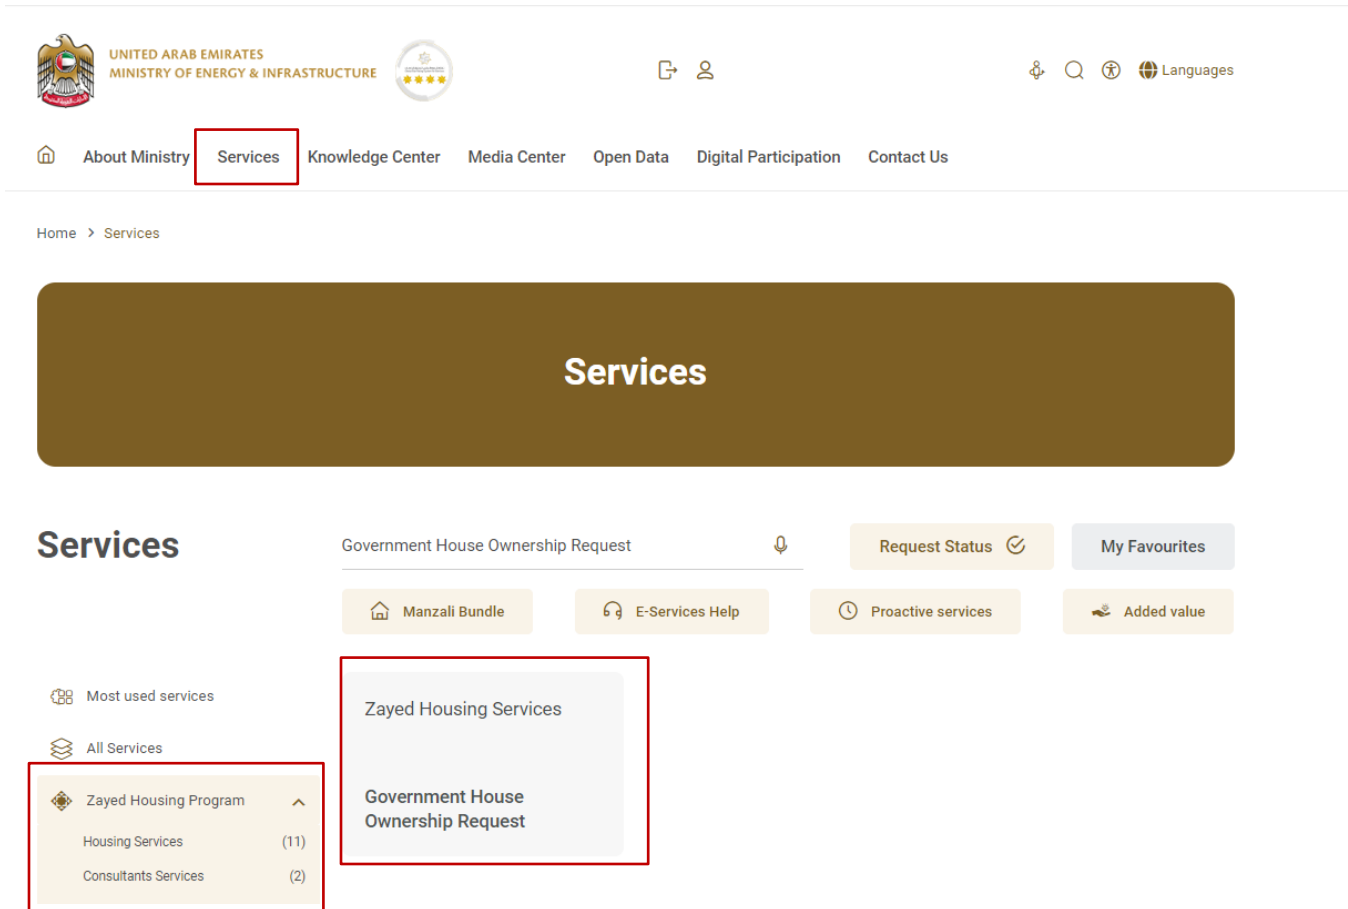 UNITED ARAB EMIRATES
MINISTRY OF ENERGY & INFRASTRUCTURE
Languages
About Ministry
Services
Knowledge Center
Media Center
Open Data
Digital Participation
Contact Us
Home > Services
Services
Services
Government House Ownership Request
Request Status
My Favourites
Manzali Bundle
E-Services Help
Proactive services
Added value
Most used services
All Services
Zayed Housing Program
Housing Services (11)
Consultants Services (2)
Zayed Housing Services
Government House
Ownership Request